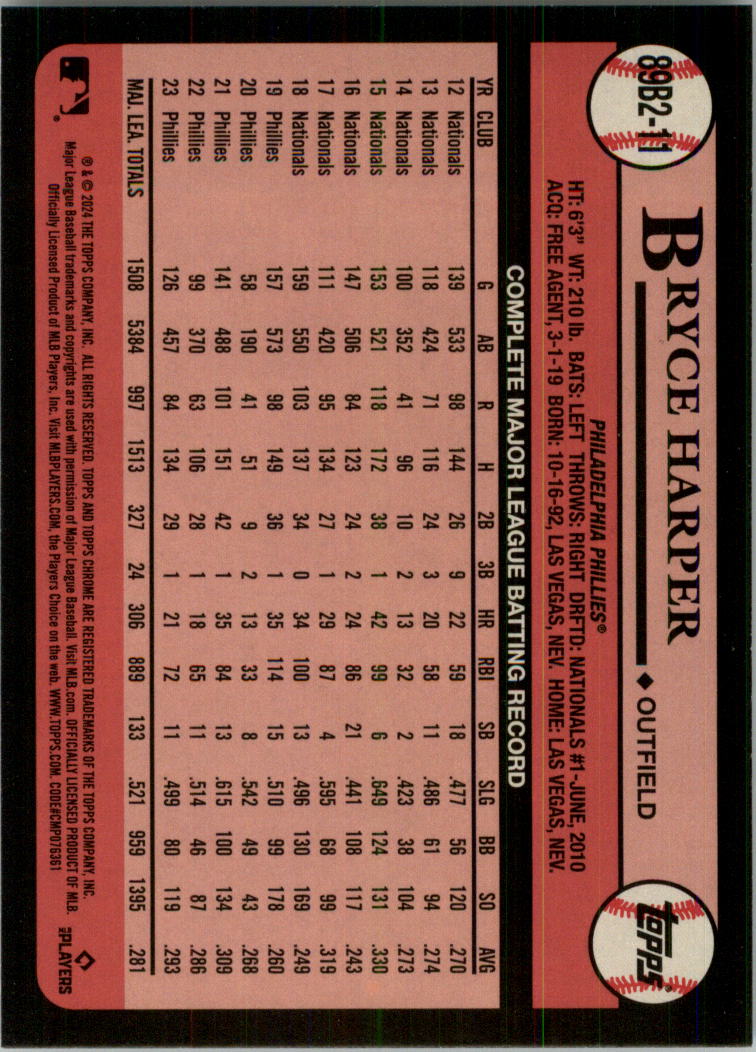 89B2-11
BRYCE HARPER ◆ OUTFIELD
topps®
PHILADELPHIA PHILLIES®
HT: 6'3" WT: 210 lb. BATS: LEFT THROWS: RIGHT DRFTD: NATIONALS #1-JUNE, 2010
ACQ: FREE AGENT, 3-1-19 BORN: 10-16-92, LAS VEGAS, NEV. HOME: LAS VEGAS, NEV.
COMPLETE MAJOR LEAGUE BATTING RECORD
YR CLUB G AB R H 2B 3B HR RBI SB SLG BB SO AVG
12 Nationals 139 533 98 144 26 9 22 59 18 .477 56 120 .270
13 Nationals 118 424 71 116 24 3 20 58 11 .486 61 94 .274
14 Nationals 100 352 41 96 10 2 13 32 2 .423 38 104 .273
15 Nationals 153 521 118 172 38 1 42 99 6 .649 124 131 .330
16 Nationals 147 506 84 123 24 2 24 86 21 .441 108 117 .243
17 Nationals 111 420 95 134 27 1 29 87 4 .595 68 99 .319
18 Nationals 159 550 103 137 34 0 34 100 13 .496 130 169 .249
19 Phillies 157 573 98 149 36 1 35 114 15 .510 99 178 .260
20 Phillies 58 190 41 51 9 2 13 33 8 .542 49 43 .268
21 Phillies 141 488 101 151 42 1 35 84 13 .615 100 134 .309
22 Phillies 99 370 63 106 28 1 18 65 11 .514 46 87 .286
23 Phillies 126 457 84 134 29 1 21 72 11 .499 80 119 .293
MAJ. LEA. TOTALS 1508 5384 997 1513 327 24 306 889 133 .521 959 1395 .281
® & © 2024 THE TOPPS COMPANY, INC. ALL RIGHTS RESERVED. TOPPS AND TOPPS CHROME ARE REGISTERED TRADEMARKS OF THE TOPPS COMPANY, INC.
Major League Baseball trademarks and copyrights are used with permission of Major League Baseball. Visit MLB.com. OFFICIALLY LICENSED PRODUCT OF MLB.
Officially Licensed Product of MLB Players, Inc. Visit MLBPLAYERS.COM, the Players Choice on the web. WWW.TOPPS.COM. CODE#CMP076361
MLB PLAYERS